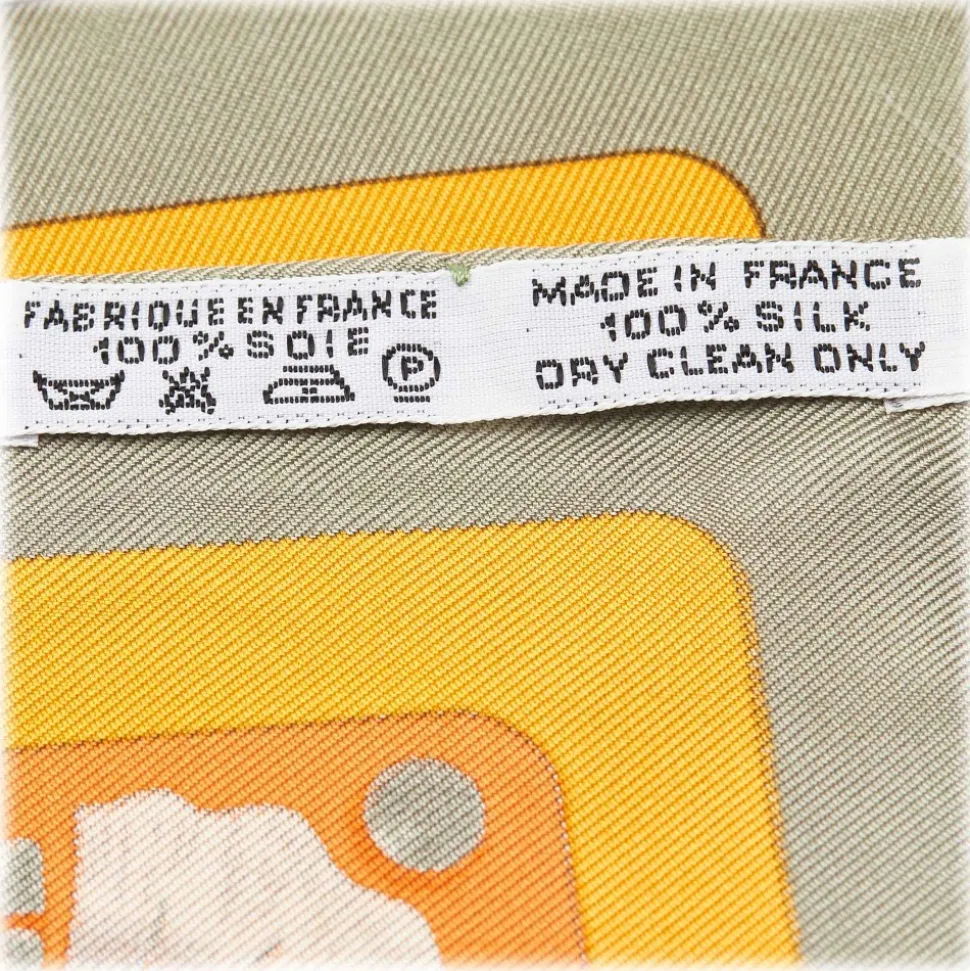 FABRIQUE EN FRANCE
100% SOIE
P
MADE IN FRANCE
100% SILK
DRY CLEAN ONLY